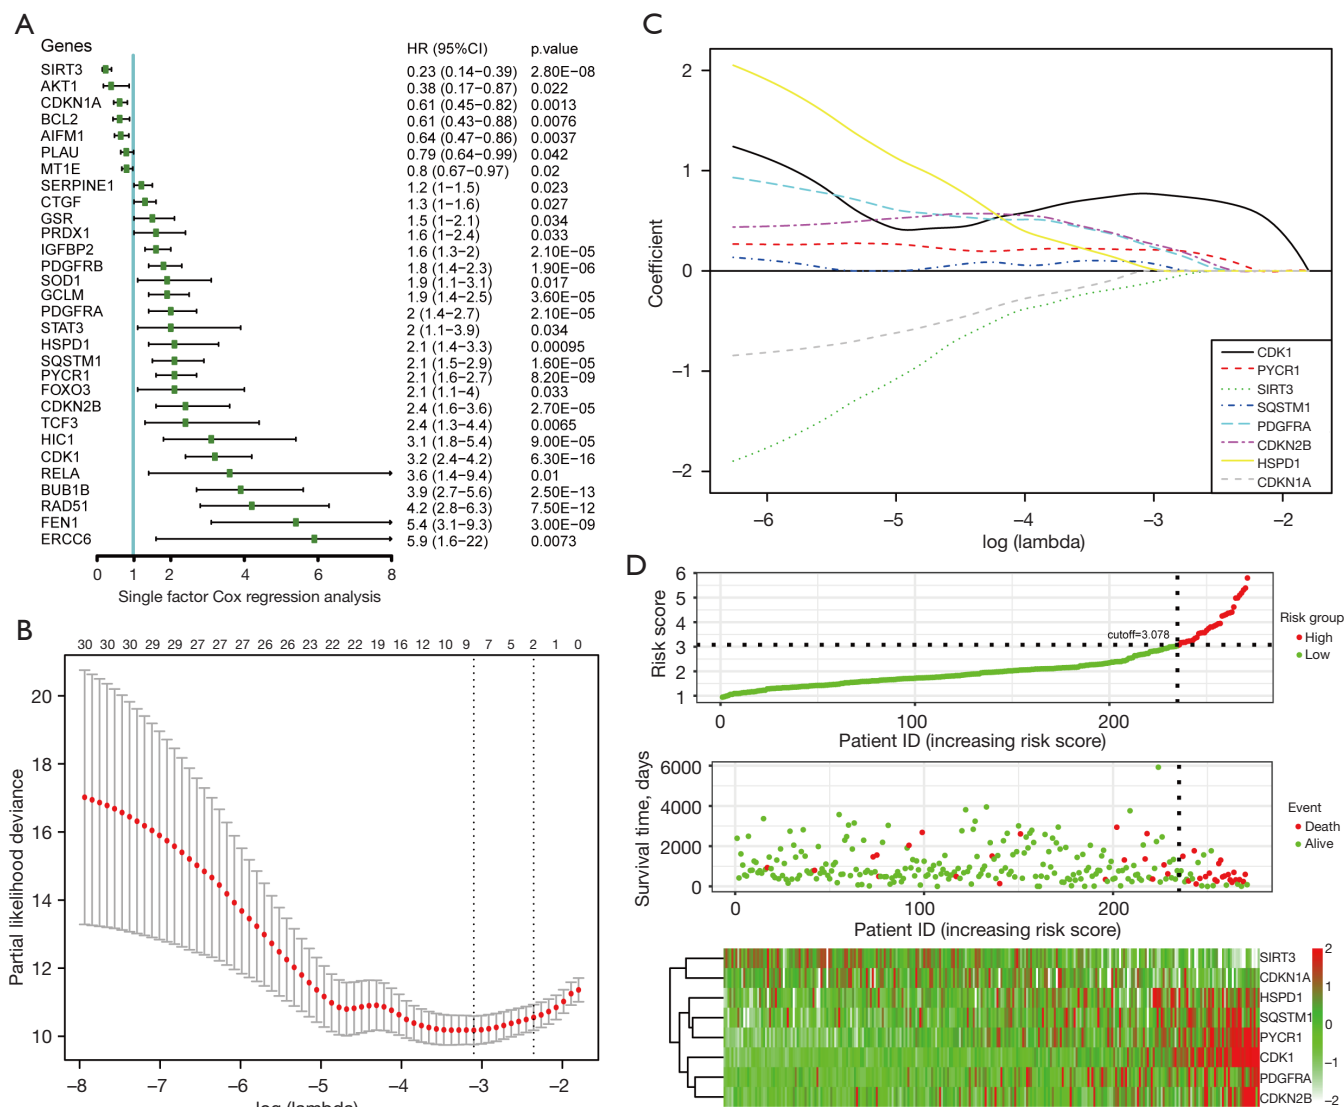 A
Genes HR (95%CI) p.value
SIRT3 0.23 (0.14−0.39) 2.80E−08
AKT1 0.38 (0.17−0.87) 0.022
CDKN1A 0.61 (0.45−0.82) 0.0013
BCL2 0.61 (0.43−0.88) 0.0076
AIFM1 0.64 (0.47−0.86) 0.0037
PLAU 0.79 (0.64−0.99) 0.042
MT1E 0.8 (0.67−0.97) 0.02
SERPINE1 1.2 (1−1.5) 0.023
CTGF 1.3 (1−1.6) 0.027
GSR 1.5 (1−2.1) 0.034
PRDX1 1.6 (1−2.4) 0.033
IGFBP2 1.6 (1.3−2) 2.10E−05
PDGFRB 1.8 (1.4−2.3) 1.90E−06
SOD1 1.9 (1.1−3.1) 0.017
GCLM 1.9 (1.4−2.5) 3.60E−05
PDGFRA 2 (1.4−2.7) 2.10E−05
STAT3 2 (1.1−3.9) 0.034
HSPD1 2.1 (1.4−3.3) 0.00095
SQSTM1 2.1 (1.5−2.9) 1.60E−05
PYCR1 2.1 (1.6−2.7) 8.20E−09
FOXO3 2.1 (1.1−4) 0.033
CDKN2B 2.4 (1.6−3.6) 2.70E−05
TCF3 2.4 (1.3−4.4) 0.0065
HIC1 3.1 (1.8−5.4) 9.00E−05
CDK1 3.2 (2.4−4.2) 6.30E−16
RELA 3.6 (1.4−9.4) 0.01
BUB1B 3.9 (2.7−5.6) 2.50E−13
RAD51 4.2 (2.8−6.3) 7.50E−12
FEN1 5.4 (3.1−9.3) 3.00E−09
ERCC6 5.9 (1.6−22) 0.0073
0 1 2 4 6 8
Single factor Cox regression analysis
B
30 30 30 29 29 27 27 27 26 26 23 22 22 19 16 10 9 7 5 2 1 0
Partial likelihood deviance
20
18
16
14
12
10
−8 −7 −6 −5 −4 −3 −2
log (lambda)
C
Coefficient
2
1
0
−1
−2
CDK1
PYCR1
SIRT3
SQSTM1
PDGFRA
CDKN2B
HSPD1
CDKN1A
−6 −5 −4 −3 −2
log (lambda)
D
Risk score
6
5
4
3
2
1
cutoff=3.078
Risk group
High
Low
0 100 200
Patient ID (increasing risk score)
Survival time, days
6000
4000
2000
0
Event
Death
Alive
0 100 200
Patient ID (increasing risk score)
SIRT3
CDKN1A
HSPD1
SQSTM1
PYCR1
CDK1
PDGFRA
CDKN2B
2
1
0
−1
−2